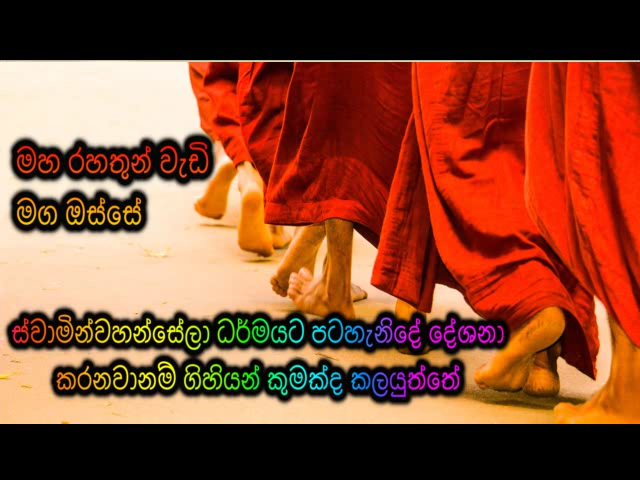 මහ රහතුන් වැඩි
මග ඔස්සේ
ස්වාමින්වහන්සේලා ධර්මයට පටහැනිදේ දේශනා
කරනවානම් ගිහියන් කුමක්ද කලයුත්තේ